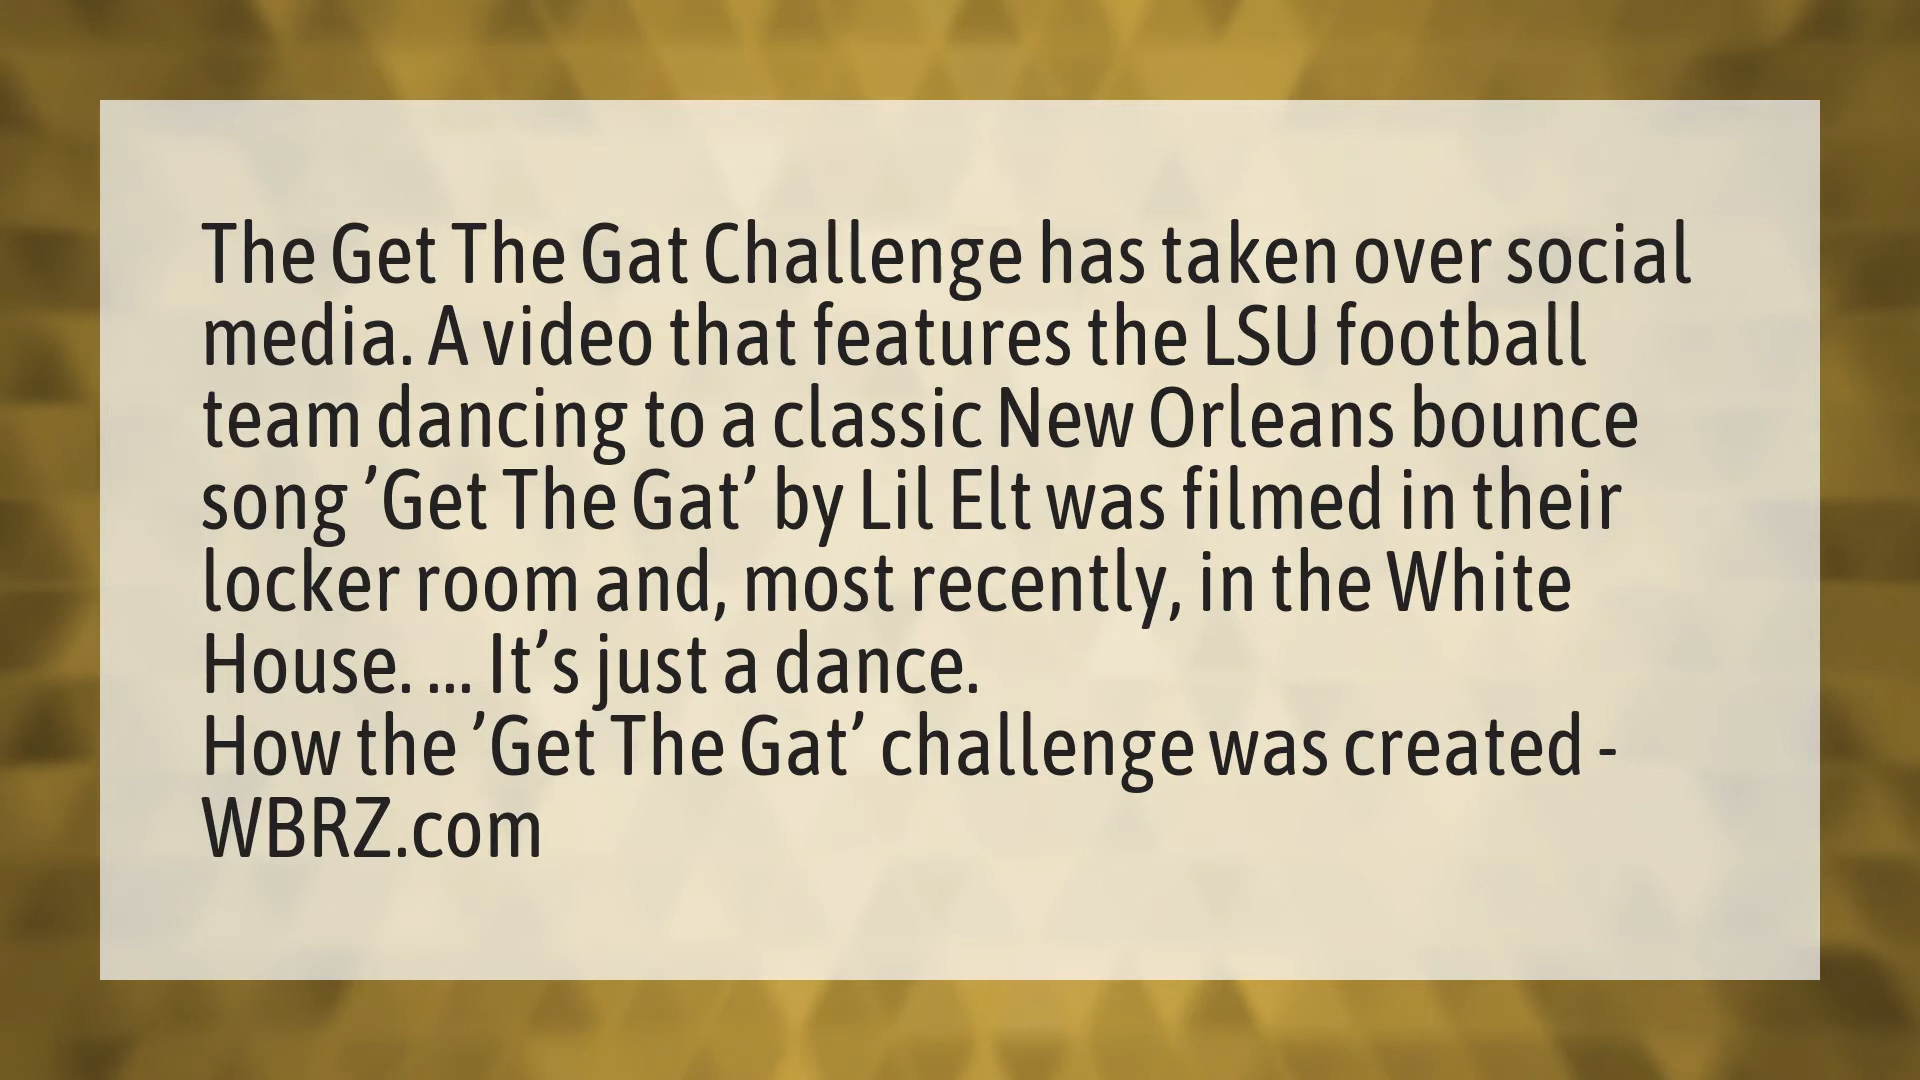 The Get The Gat Challenge has taken over social
media. A video that features the LSU football
team dancing to a classic New Orleans bounce
song ’Get The Gat’ by Lil Elt was filmed in their
locker room and, most recently, in the White
House. ... It’s just a dance.
How the ’Get The Gat’ challenge was created -
WBRZ.com